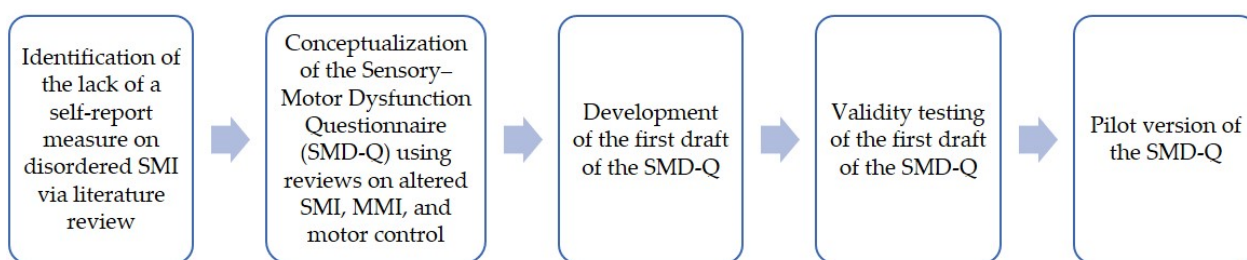 Identification of
the lack of a
self-report
measure on
disordered SMI
via literature
review
Conceptualization
of the Sensory–
Motor Dysfunction
Questionnaire
(SMD-Q) using
reviews on altered
SMI, MMI, and
motor control
Development
of the first draft
of the SMD-Q
Validity testing
of the first draft
of the SMD-Q
Pilot version of
the SMD-Q